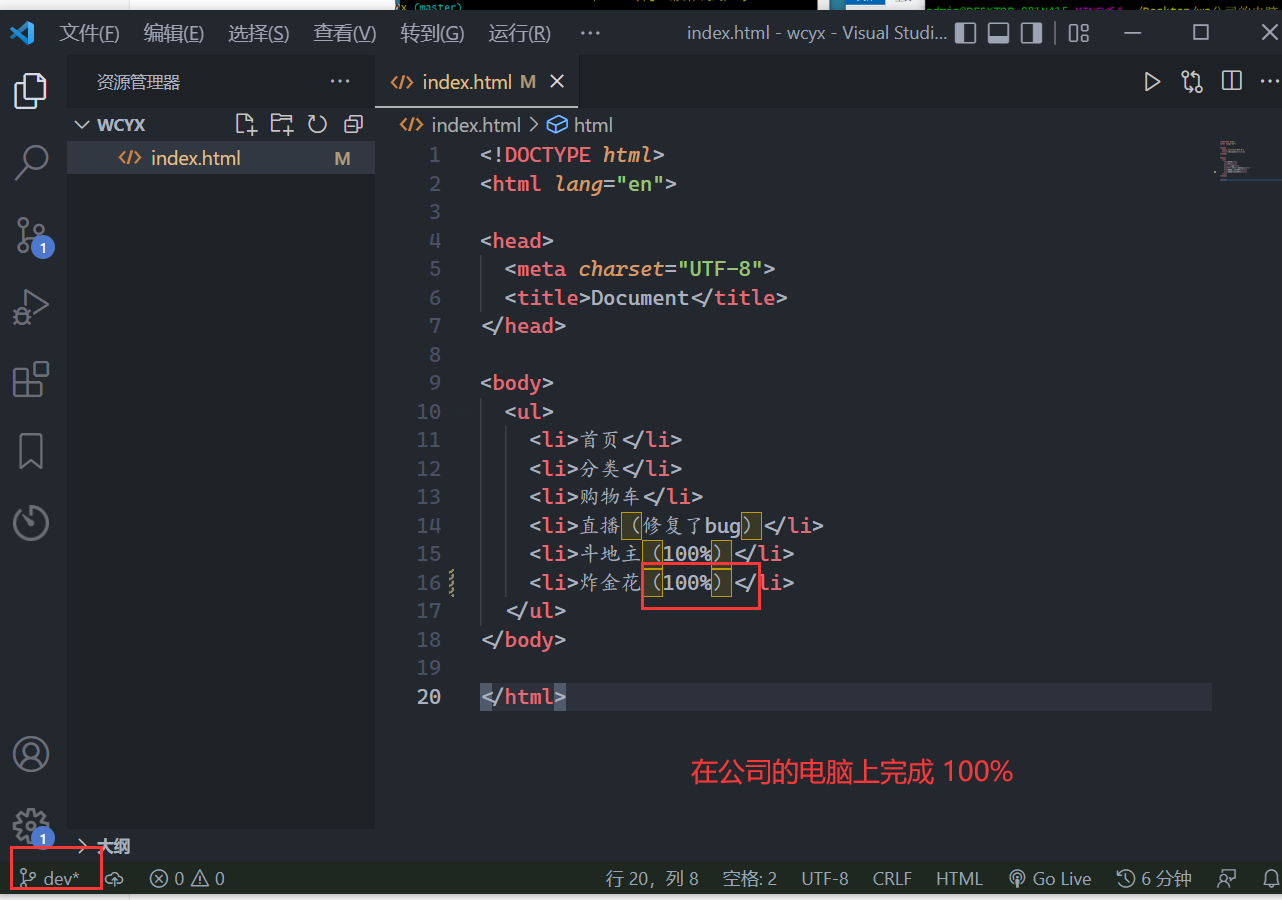 x (master)
文件(F) 编辑(E) 选择(S) 查看(V) 转到(G) 运行(R) ··· index.html - wcyx - Visual Studi...
资源管理器 ···
index.html M
WCYX
index.html M
index.html > html
1 <!DOCTYPE html>
2 <html lang="en">
3
4 <head>
5 <meta charset="UTF-8">
6 <title>Document</title>
7 </head>
8
9 <body>
10 <ul>
11 <li>首页</li>
12 <li>分类</li>
13 <li>购物车</li>
14 <li>直播（修复了bug）</li>
15 <li>斗地主（100%）</li>
16 <li>炸金花（100%）</li>
17 </ul>
18 </body>
19
20 </html>
在公司的电脑上完成 100%
1
1
大纲
dev* 0 0 行 20，列 8 空格: 2 UTF-8 CRLF HTML Go Live 6 分钟